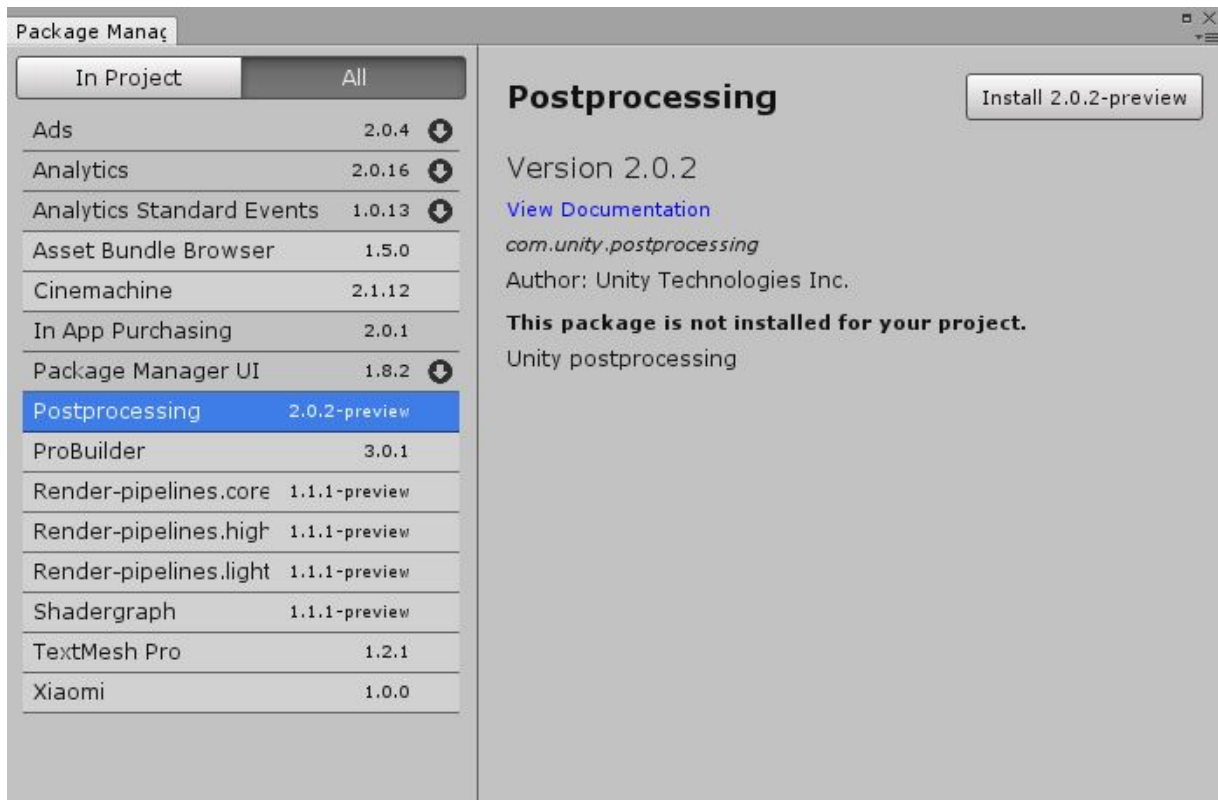 Package Manag
In Project All
Ads 2.0.4
Analytics 2.0.16
Analytics Standard Events 1.0.13
Asset Bundle Browser 1.5.0
Cinemachine 2.1.12
In App Purchasing 2.0.1
Package Manager UI 1.8.2
Postprocessing 2.0.2-preview
ProBuilder 3.0.1
Render-pipelines.core 1.1.1-preview
Render-pipelines.high 1.1.1-preview
Render-pipelines.light 1.1.1-preview
Shadergraph 1.1.1-preview
TextMesh Pro 1.2.1
Xiaomi 1.0.0
Postprocessing
Install 2.0.2-preview
Version 2.0.2
View Documentation
com.unity.postprocessing
Author: Unity Technologies Inc.
This package is not installed for your project.
Unity postprocessing